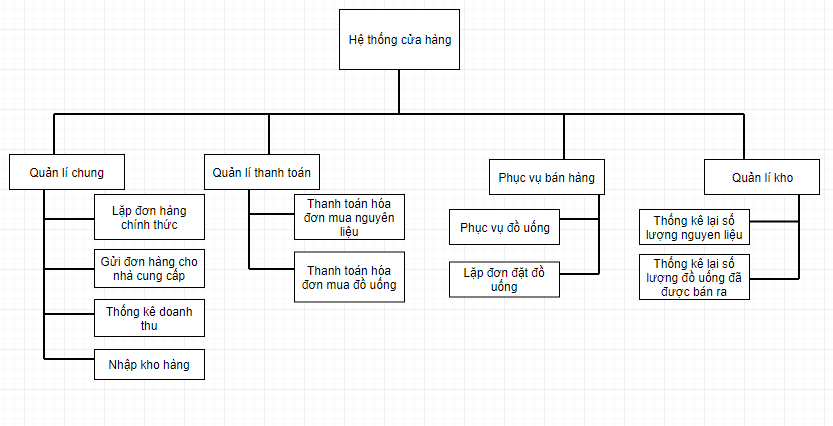 Hệ thống cửa hàng
Quản lí chung
Quản lí thanh toán
Phục vụ bán hàng
Quản lí kho
Lặp đơn hàng
chính thức
Gửi đơn hàng cho
nhà cung cấp
Thống kê doanh
thu
Nhập kho hàng
Thanh toán hóa
đơn mua nguyên
liệu
Thanh toán hóa
đơn mua đồ uống
Phục vụ đồ uống
Lặp đơn đặt đồ
uống
Thống kê lại số
lượng nguyen liệu
Thống kê lại số
lượng đồ uống đã
được bán ra